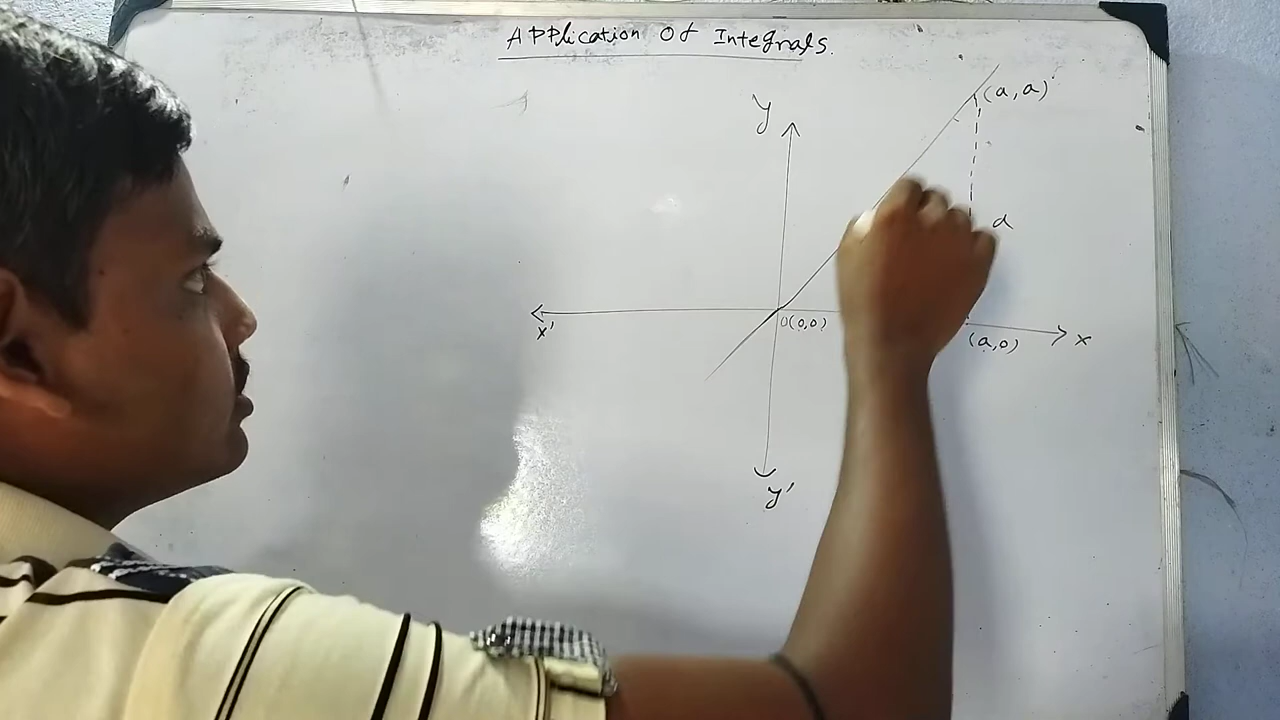 Application Of Integrals.
(a,a)
y
a
x'
O(0,0)
(a,0)
x
y'